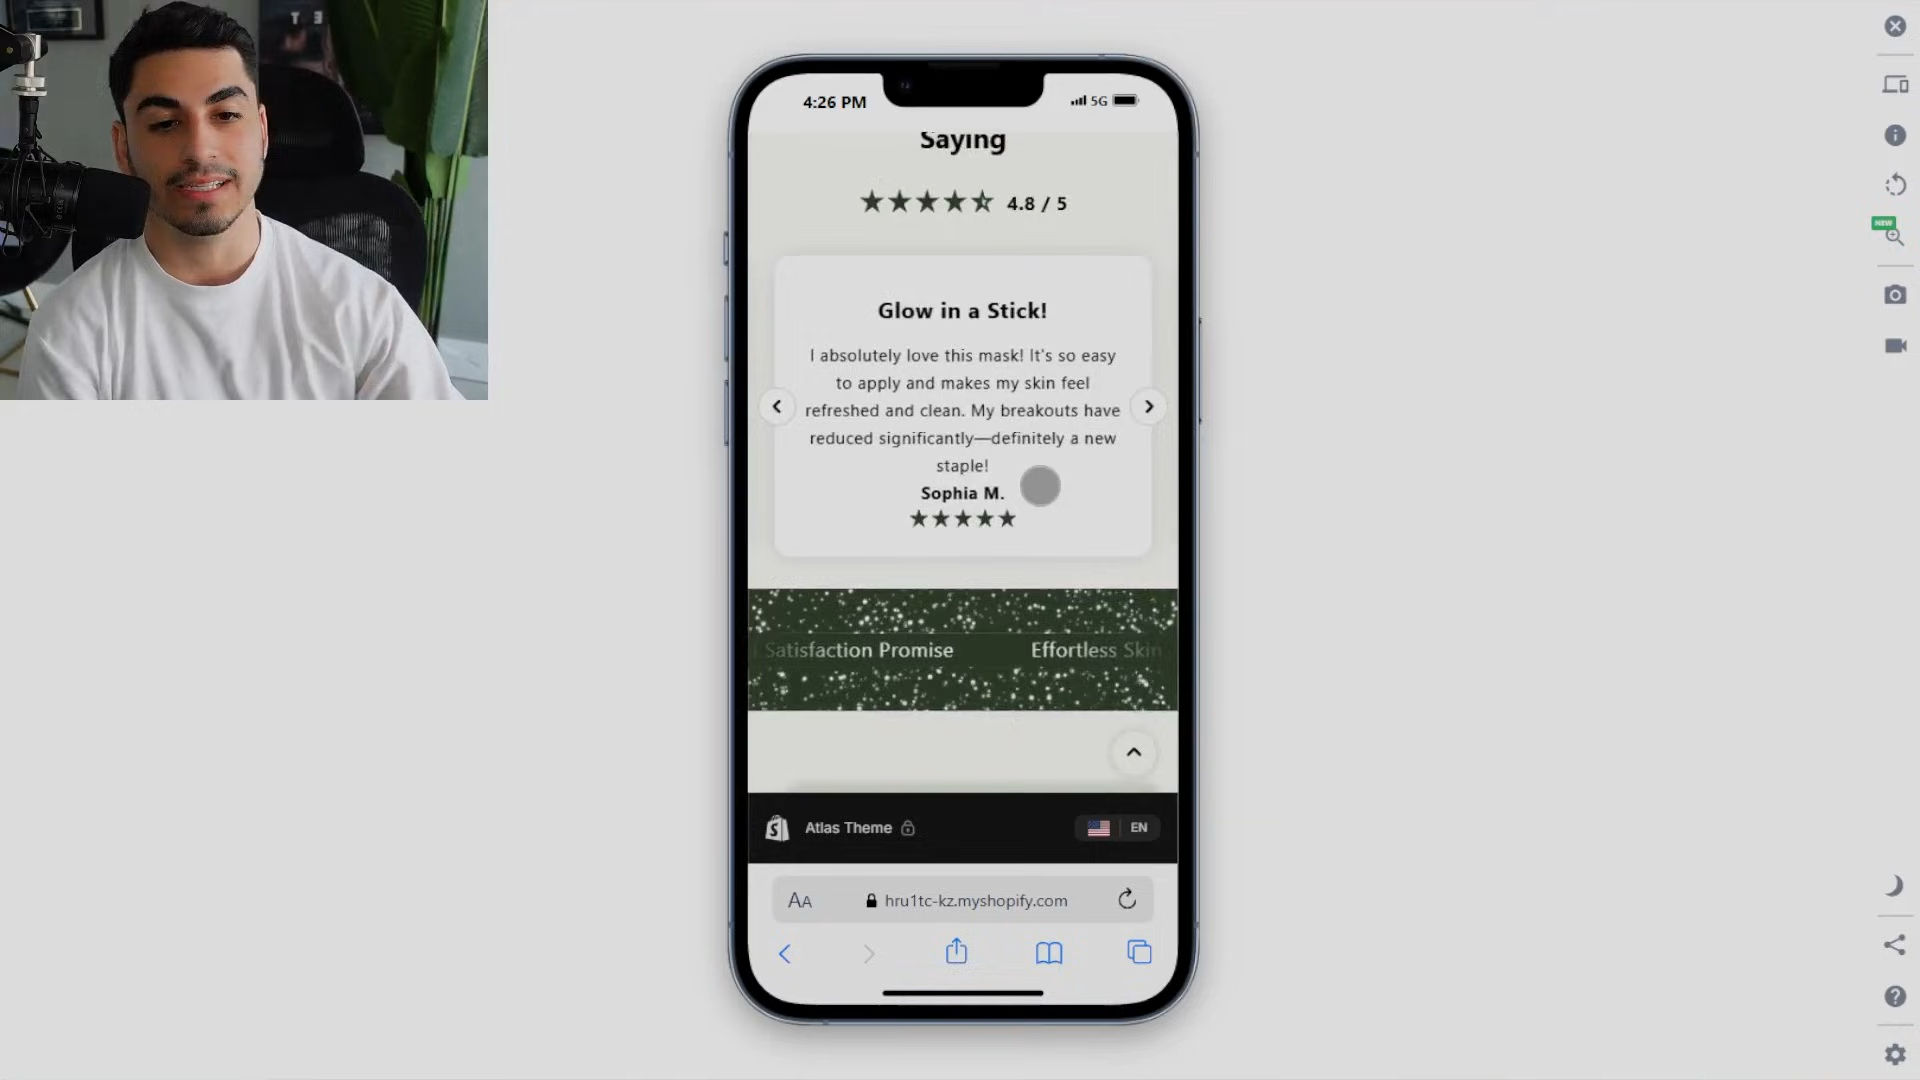 T E
4:26 PM
5G
Saying
4.8 / 5
Glow in a Stick!
I absolutely love this mask! It's so easy
to apply and makes my skin feel
refreshed and clean. My breakouts have
reduced significantly—definitely a new
staple!
Sophia M.
Satisfaction Promise
Effortless Skin
Atlas Theme
EN
AA
hru1tc-kz.myshopify.com
NEW